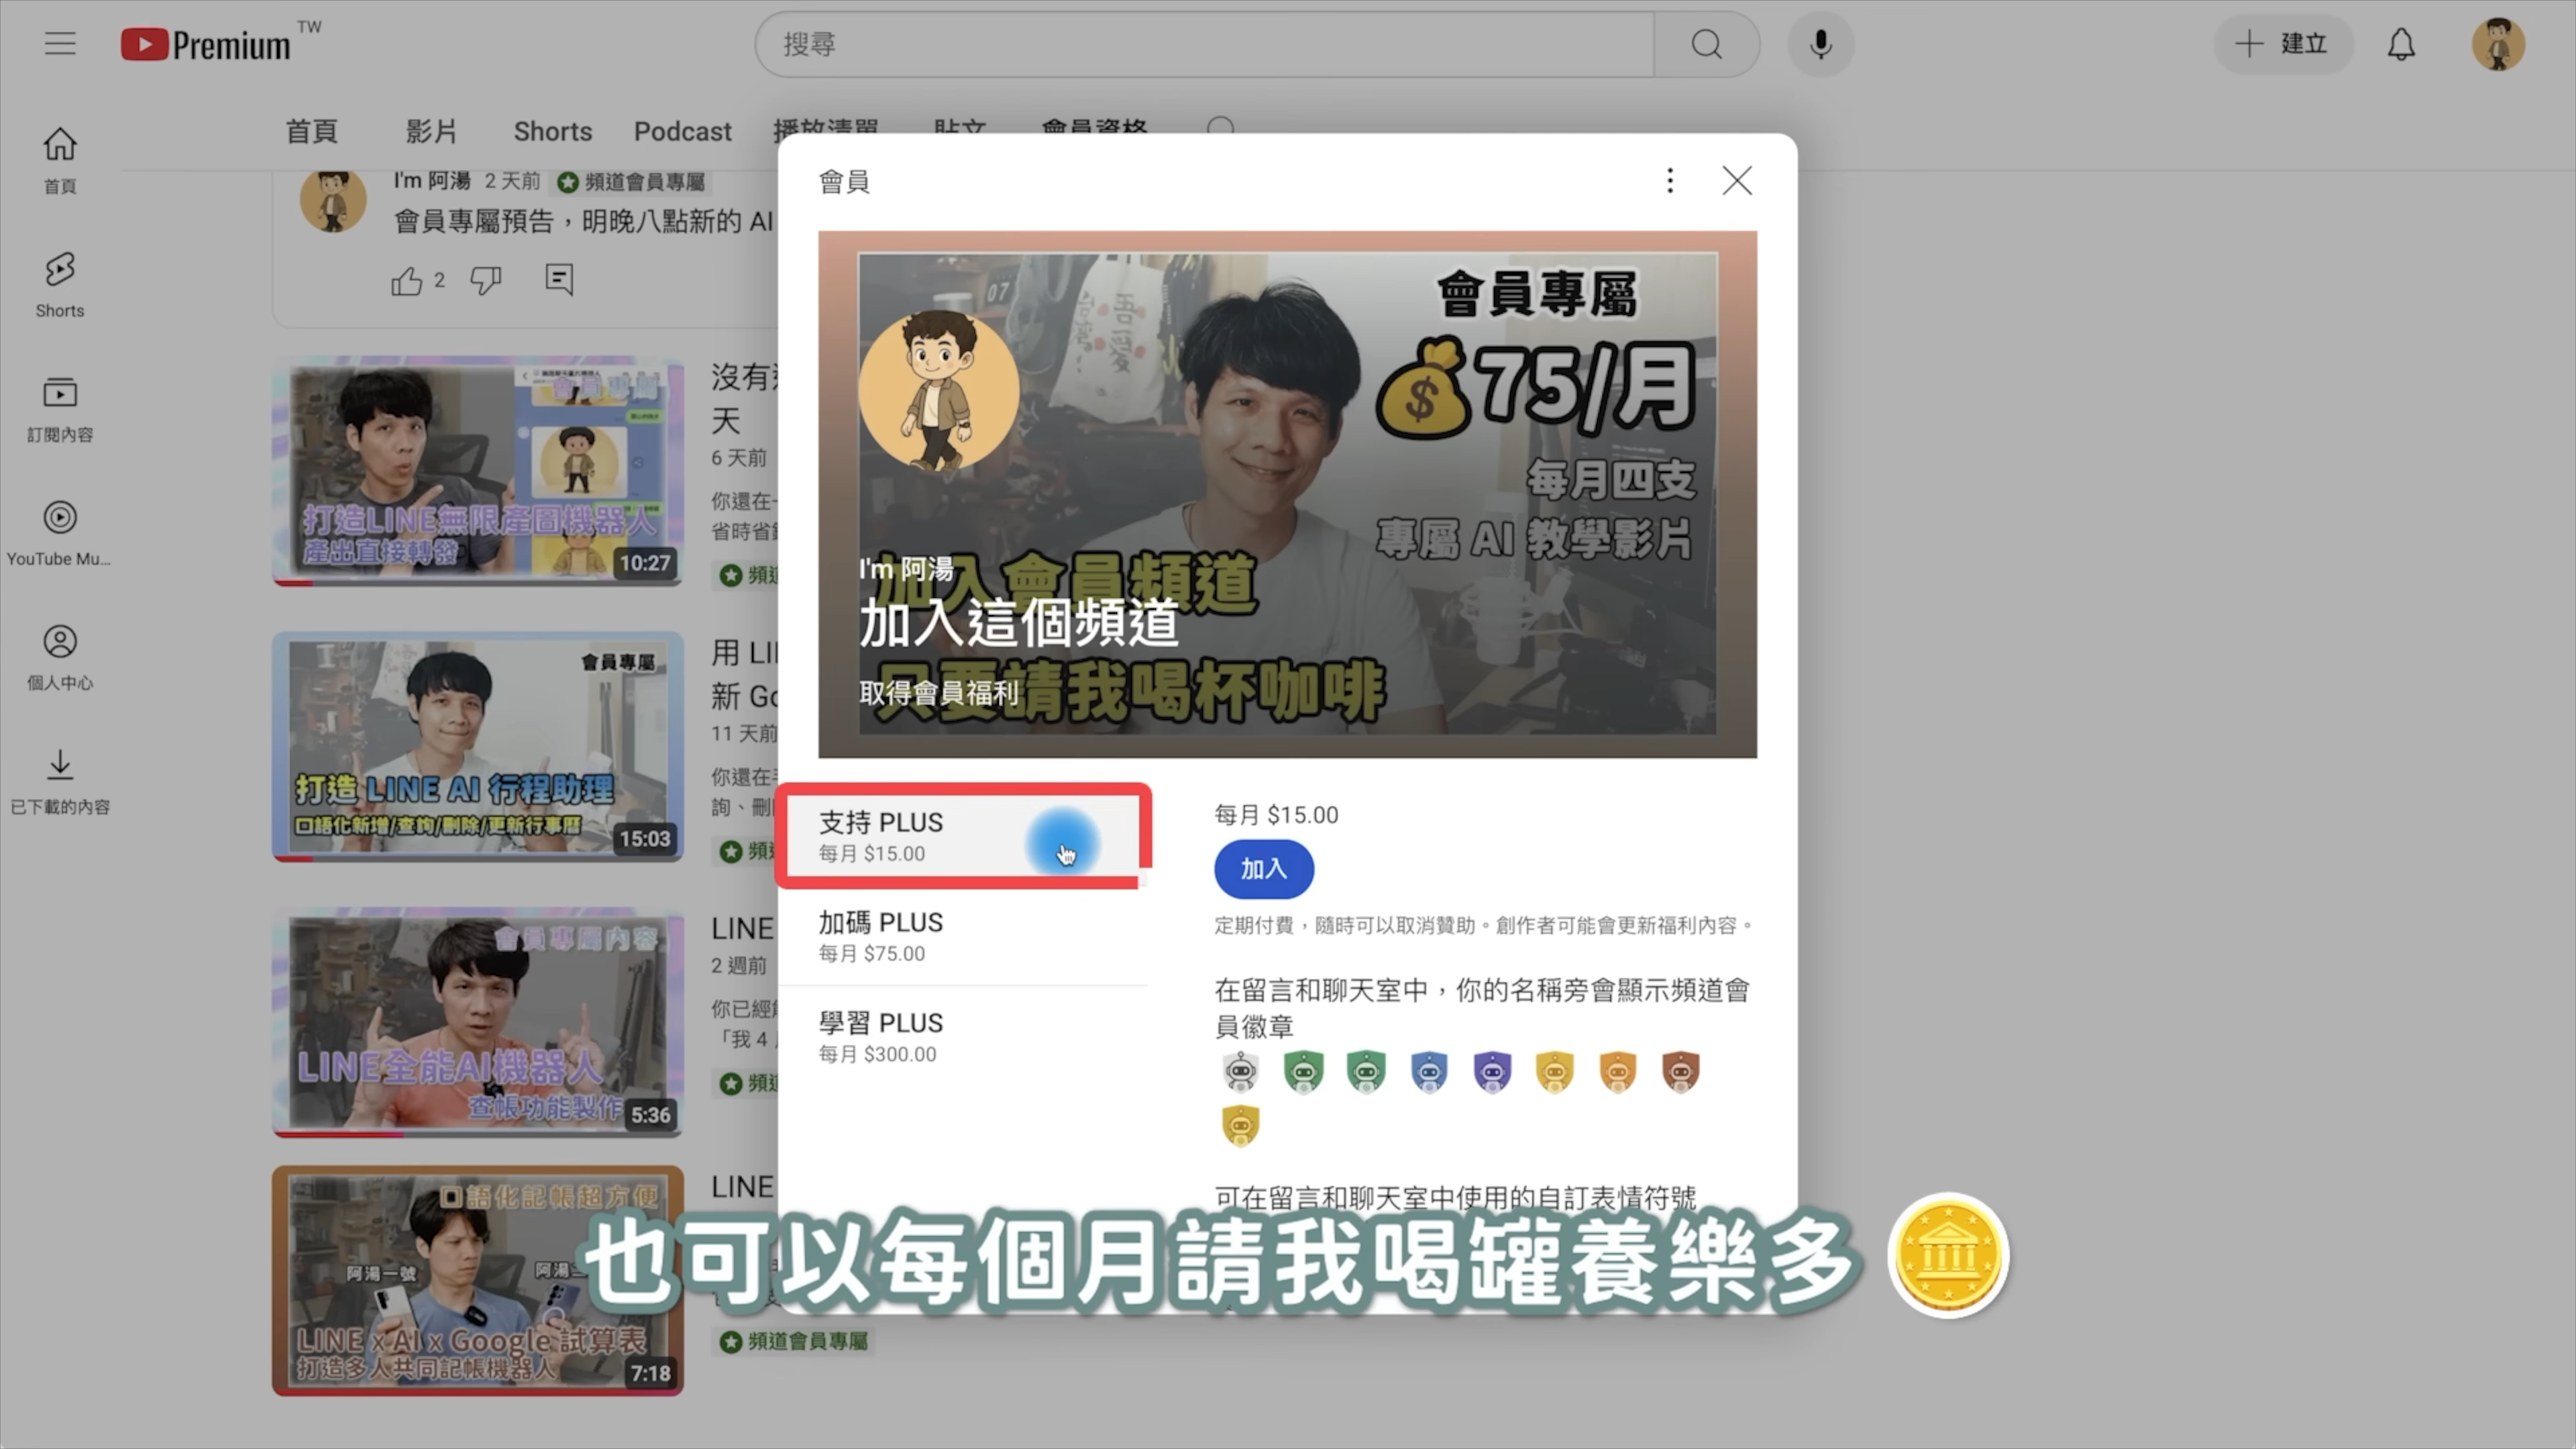 Premium TW
搜尋
建立
首頁
Shorts
訂閱內容
YouTube Mu...
個人中心
已下載的內容
首頁 影片 Shorts Podcast 播放清單 貼文 會員資格
I'm 阿湯 2 天前 頻道會員專屬
會員專屬預告，明晚八點新的 AI
2
會員專屬
打造LINE無限產圖機器人
產出直接轉發
10:27
天
6 天前
會員專屬
打造 LINE AI 行程助理
口語化新增/查詢/刪除/更新行事曆
15:03
用 LI
新 Go
11 天前
會員專屬內容
LINE全能AI機器人
查帳功能製作
5:36
LINE
2 週前
你已經
「我 4
口語化記帳超方便
阿湯一號
LINE x AI x Google 試算表
打造多人共同記帳機器人
7:18
LINE
頻道會員專屬
會員
會員專屬
75/月
每月四支
專屬 AI 教學影片
加入會員頻道
只要請我喝杯咖啡
I'm 阿湯
加入這個頻道
取得會員福利
支持 PLUS
每月 $15.00
加碼 PLUS
每月 $75.00
學習 PLUS
每月 $300.00
每月 $15.00
加入
定期付費，隨時可以取消贊助。創作者可能會更新福利內容。
在留言和聊天室中，你的名稱旁會顯示頻道會
員徽章
可在留言和聊天室中使用的自訂表情符號
也可以每個月請我喝罐養樂多